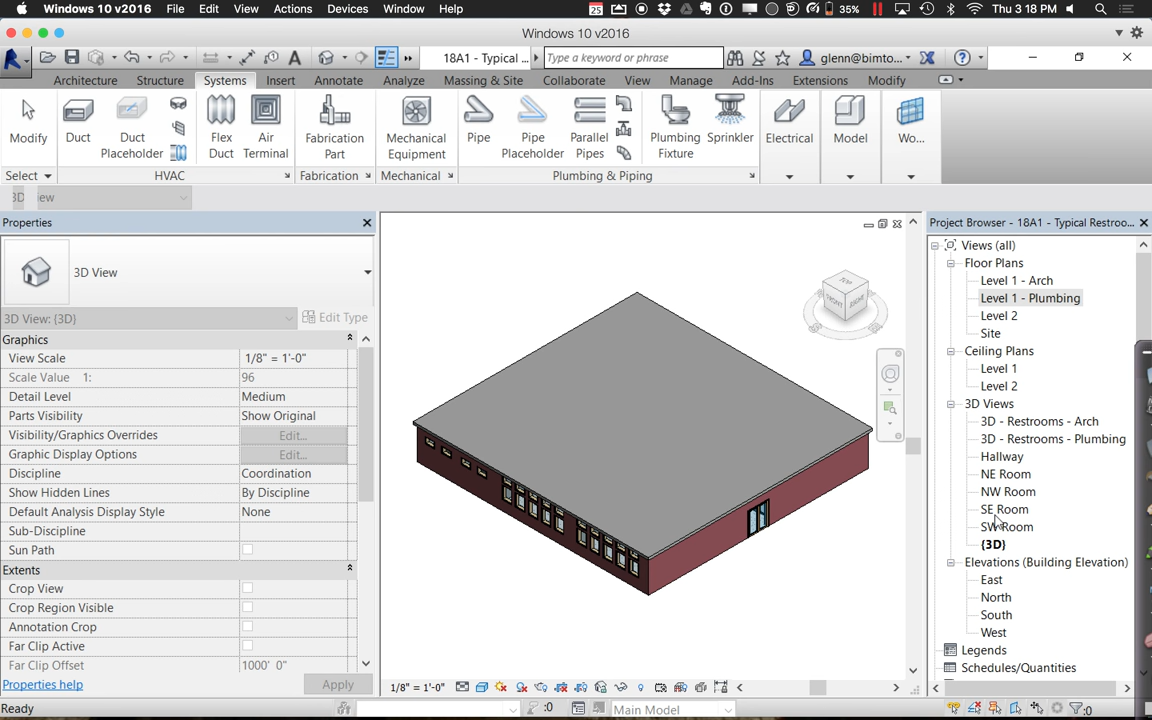 Windows 10 v2016 File Edit View Actions Devices Window Help 25 35% Thu 3 18 PM
Windows 10 v2016
18A1 - Typical ... Type a keyword or phrase glenn@bimto...
Architecture Structure Systems Insert Annotate Analyze Massing & Site Collaborate View Manage Add-Ins Extensions Modify
Modify Duct Duct Placeholder Flex Duct Air Terminal Fabrication Part Mechanical Equipment Pipe Pipe Placeholder Parallel Pipes Plumbing Fixture Sprinkler Electrical Model Wo...
Select HVAC Fabrication Mechanical Plumbing & Piping
3D iew
Properties
3D View
3D View: {3D} Edit Type
Graphics
View Scale 1/8" = 1'-0"
Scale Value 1: 96
Detail Level Medium
Parts Visibility Show Original
Visibility/Graphics Overrides Edit...
Graphic Display Options Edit...
Discipline Coordination
Show Hidden Lines By Discipline
Default Analysis Display Style None
Sub-Discipline
Sun Path
Extents
Crop View
Crop Region Visible
Annotation Crop
Far Clip Active
Far Clip Offset 1000' 0"
Properties help Apply
TOP
FRONT
RIGHT
1/8" = 1'-0"
Project Browser - 18A1 - Typical Restroo...
Views (all)
Floor Plans
Level 1 - Arch
Level 1 - Plumbing
Level 2
Site
Ceiling Plans
Level 1
Level 2
3D Views
3D - Restrooms - Arch
3D - Restrooms - Plumbing
Hallway
NE Room
NW Room
SE Room
SW Room
{3D}
Elevations (Building Elevation)
East
North
South
West
Legends
Schedules/Quantities
Ready :0 Main Model :0